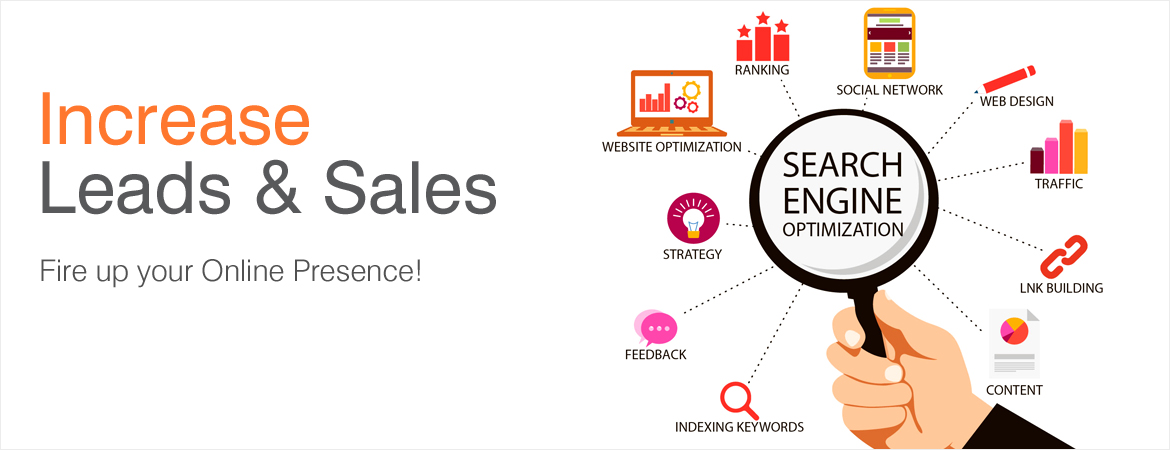 Increase
Leads & Sales
Fire up your Online Presence!
RANKING
SOCIAL NETWORK
WEB DESIGN
WEBSITE OPTIMIZATION
SEARCH
ENGINE
OPTIMIZATION
TRAFFIC
STRATEGY
LNK BUILDING
FEEDBACK
CONTENT
INDEXING KEYWORDS